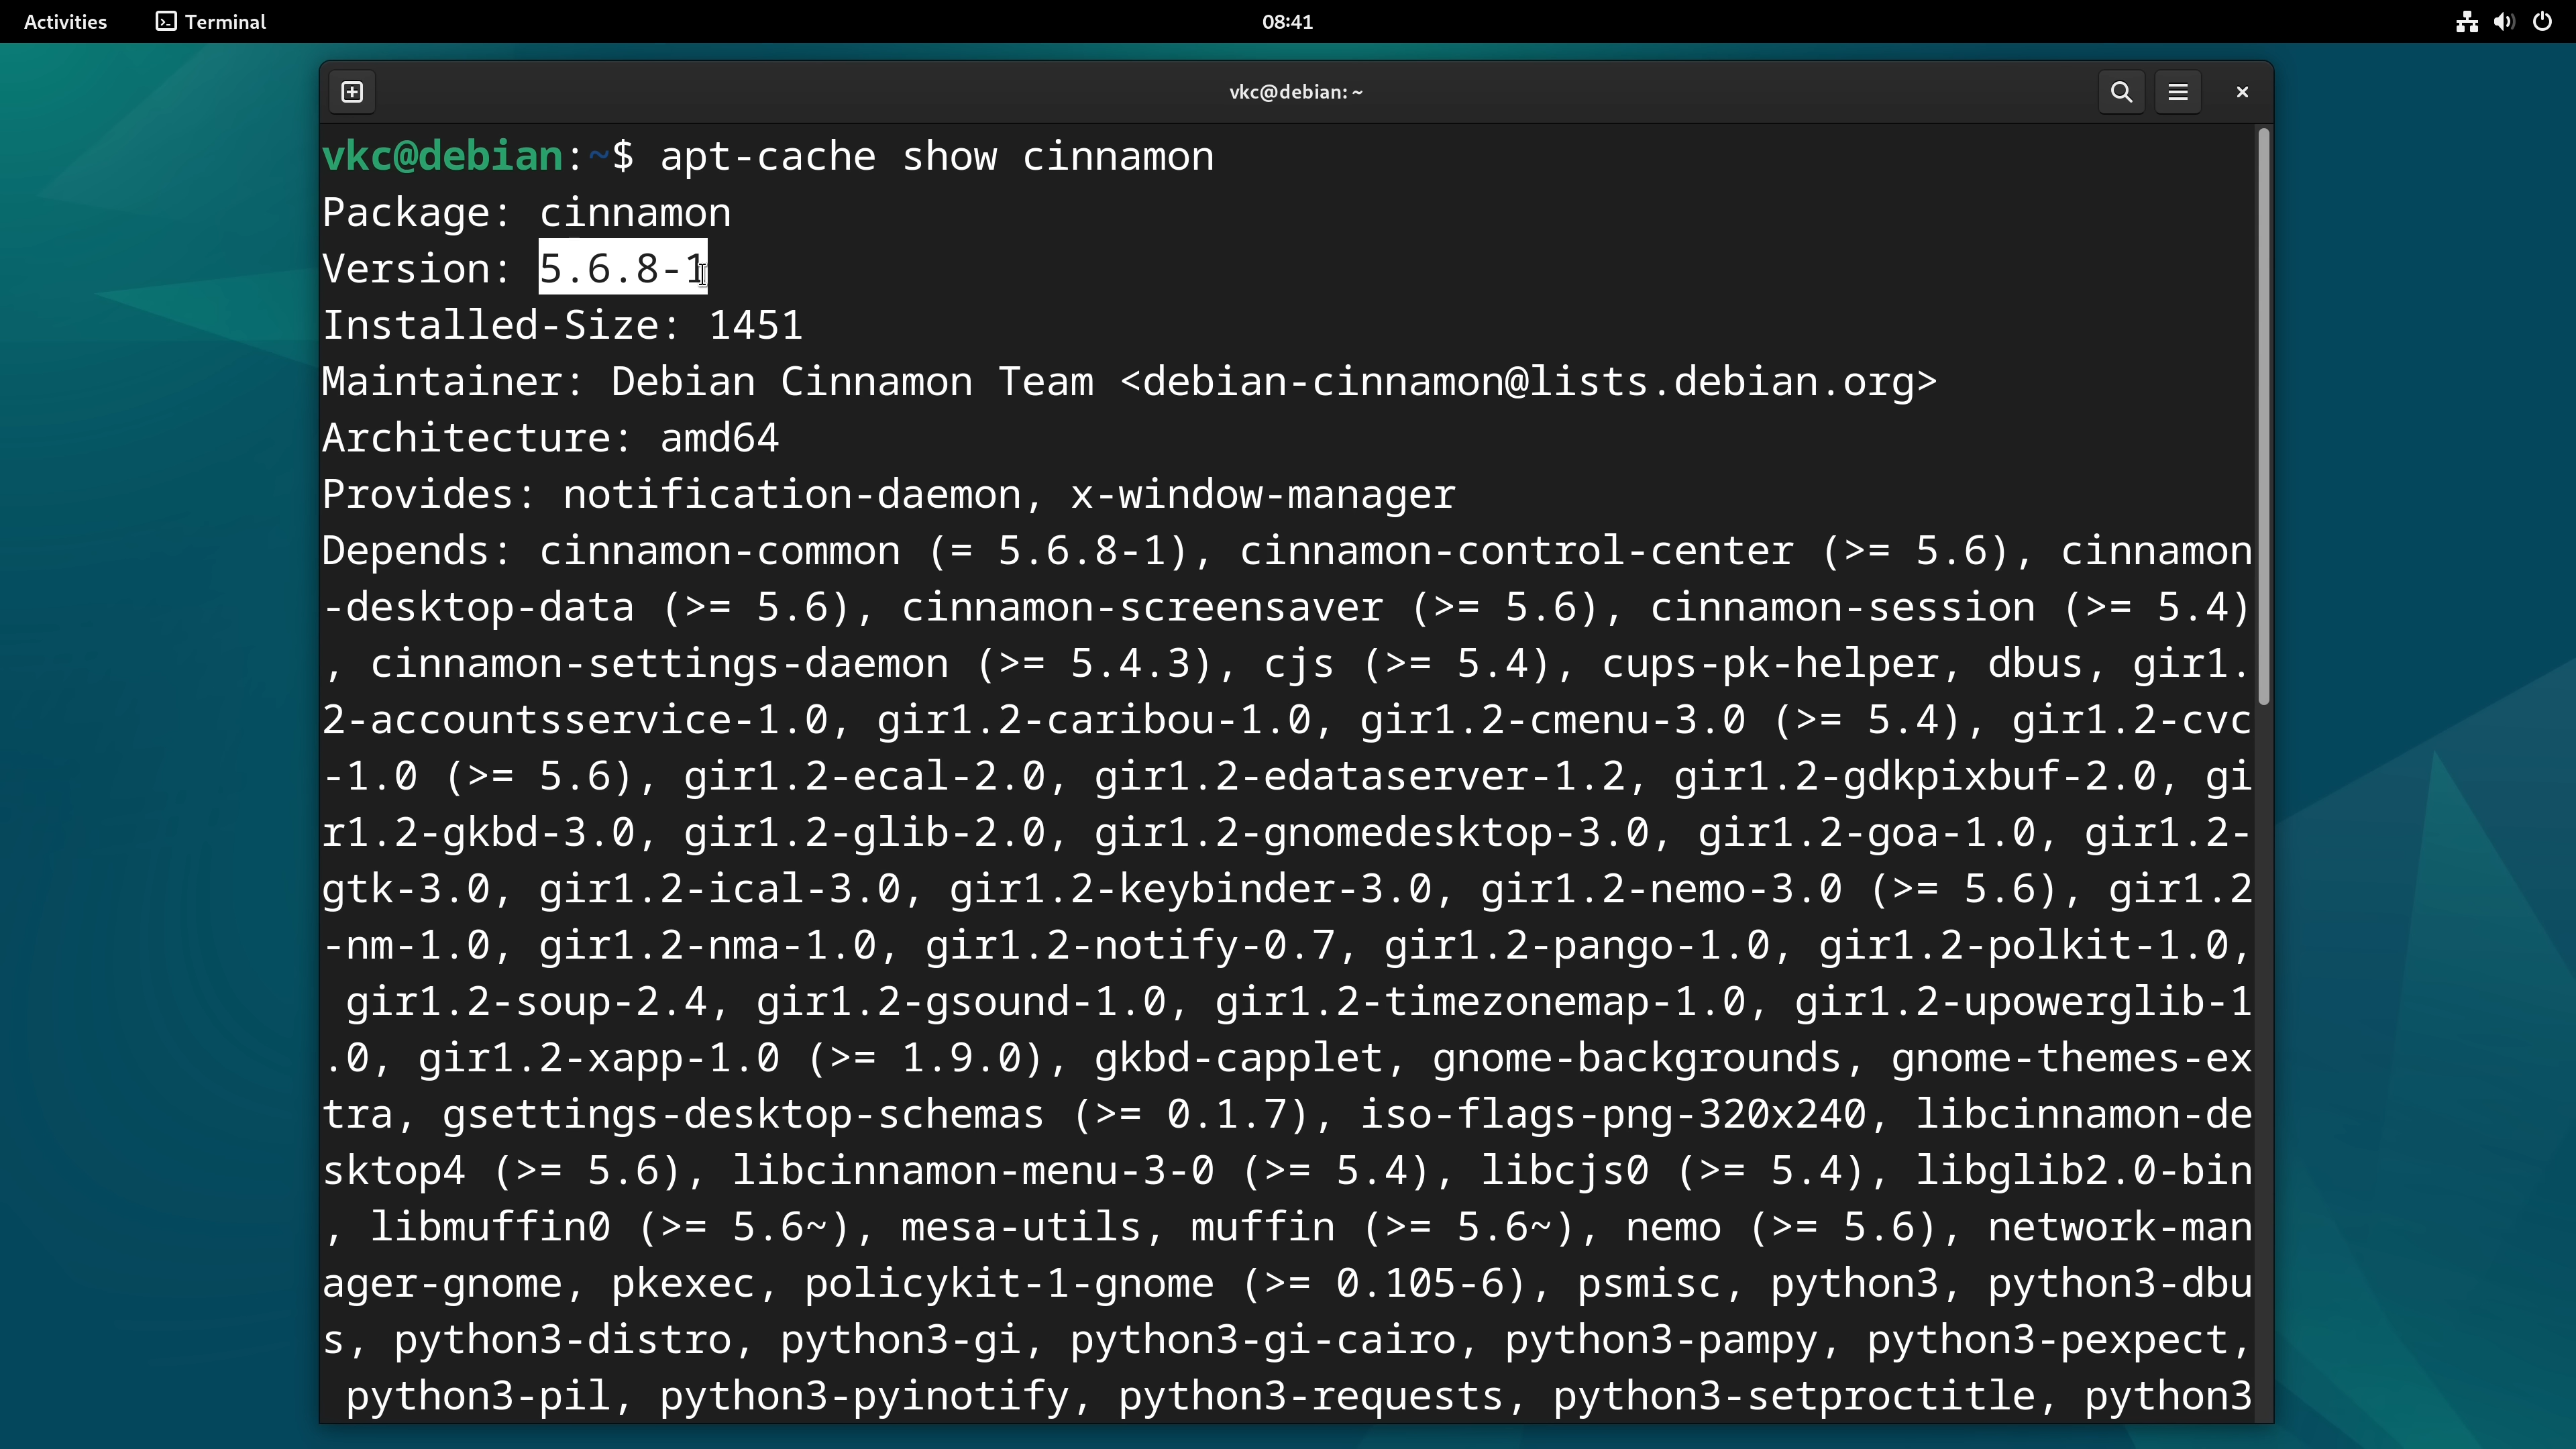 Activities Terminal 08:41
vkc@debian: ~
vkc@debian:~$ apt-cache show cinnamon
Package: cinnamon
Version: 5.6.8-1
Installed-Size: 1451
Maintainer: Debian Cinnamon Team <debian-cinnamon@lists.debian.org>
Architecture: amd64
Provides: notification-daemon, x-window-manager
Depends: cinnamon-common (= 5.6.8-1), cinnamon-control-center (>= 5.6), cinnamon
-desktop-data (>= 5.6), cinnamon-screensaver (>= 5.6), cinnamon-session (>= 5.4)
, cinnamon-settings-daemon (>= 5.4.3), cjs (>= 5.4), cups-pk-helper, dbus, gir1.
2-accountsservice-1.0, gir1.2-caribou-1.0, gir1.2-cmenu-3.0 (>= 5.4), gir1.2-cvc
-1.0 (>= 5.6), gir1.2-ecal-2.0, gir1.2-edataserver-1.2, gir1.2-gdkpixbuf-2.0, gi
r1.2-gkbd-3.0, gir1.2-glib-2.0, gir1.2-gnomedesktop-3.0, gir1.2-goa-1.0, gir1.2-
gtk-3.0, gir1.2-ical-3.0, gir1.2-keybinder-3.0, gir1.2-nemo-3.0 (>= 5.6), gir1.2
-nm-1.0, gir1.2-nma-1.0, gir1.2-notify-0.7, gir1.2-pango-1.0, gir1.2-polkit-1.0,
 gir1.2-soup-2.4, gir1.2-gsound-1.0, gir1.2-timezonemap-1.0, gir1.2-upowerglib-1
.0, gir1.2-xapp-1.0 (>= 1.9.0), gkbd-capplet, gnome-backgrounds, gnome-themes-ex
tra, gsettings-desktop-schemas (>= 0.1.7), iso-flags-png-320x240, libcinnamon-de
sktop4 (>= 5.6), libcinnamon-menu-3-0 (>= 5.4), libcjs0 (>= 5.4), libglib2.0-bin
, libmuffin0 (>= 5.6~), mesa-utils, muffin (>= 5.6~), nemo (>= 5.6), network-man
ager-gnome, pkexec, policykit-1-gnome (>= 0.105-6), psmisc, python3, python3-dbu
s, python3-distro, python3-gi, python3-gi-cairo, python3-pampy, python3-pexpect,
 python3-pil, python3-pyinotify, python3-requests, python3-setproctitle, python3